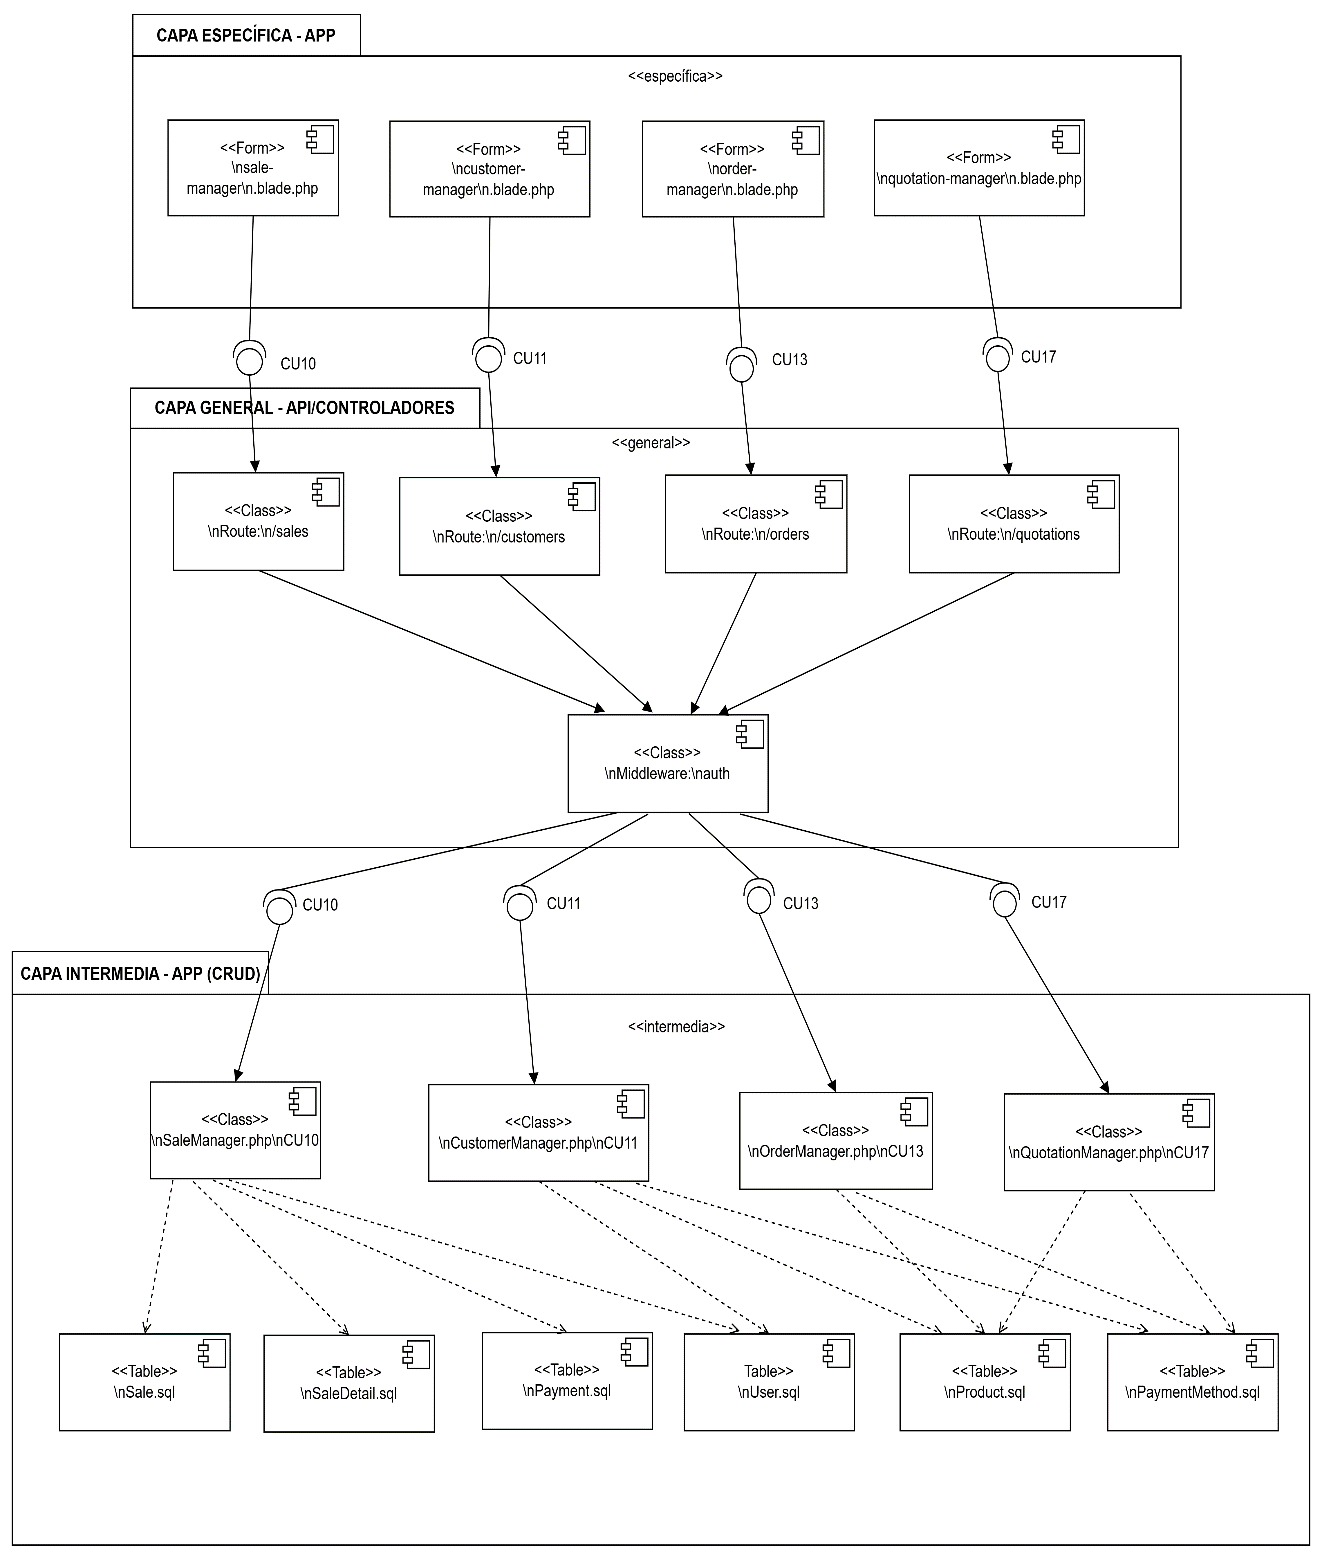 CAPA ESPECÍFICA - APP
<<específica>>
<<Form>>
\nsale-
manager\n.blade.php
<<Form>>
\ncustomer-
manager\n.blade.php
<<Form>>
\norder-
manager\n.blade.php
<<Form>>
\nquotation-manager\n.blade.php
CU10
CU11
CU13
CU17
CAPA GENERAL - API/CONTROLADORES
<<general>>
<<Class>>
\nRoute:\n/sales
<<Class>>
\nRoute:\n/customers
<<Class>>
\nRoute:\n/orders
<<Class>>
\nRoute:\n/quotations
<<Class>>
\nMiddleware:\nauth
CU10
CU11
CU13
CU17
CAPA INTERMEDIA - APP (CRUD)
<<intermedia>>
<<Class>>
\nSaleManager.php\nCU10
<<Class>>
\nCustomerManager.php\nCU11
<<Class>>
\nOrderManager.php\nCU13
<<Class>>
\nQuotationManager.php\nCU17
<<Table>>
\nSale.sql
<<Table>>
\nSaleDetail.sql
<<Table>>
\nPayment.sql
Table>>
\nUser.sql
<<Table>>
\nProduct.sql
<<Table>>
\nPaymentMethod.sql